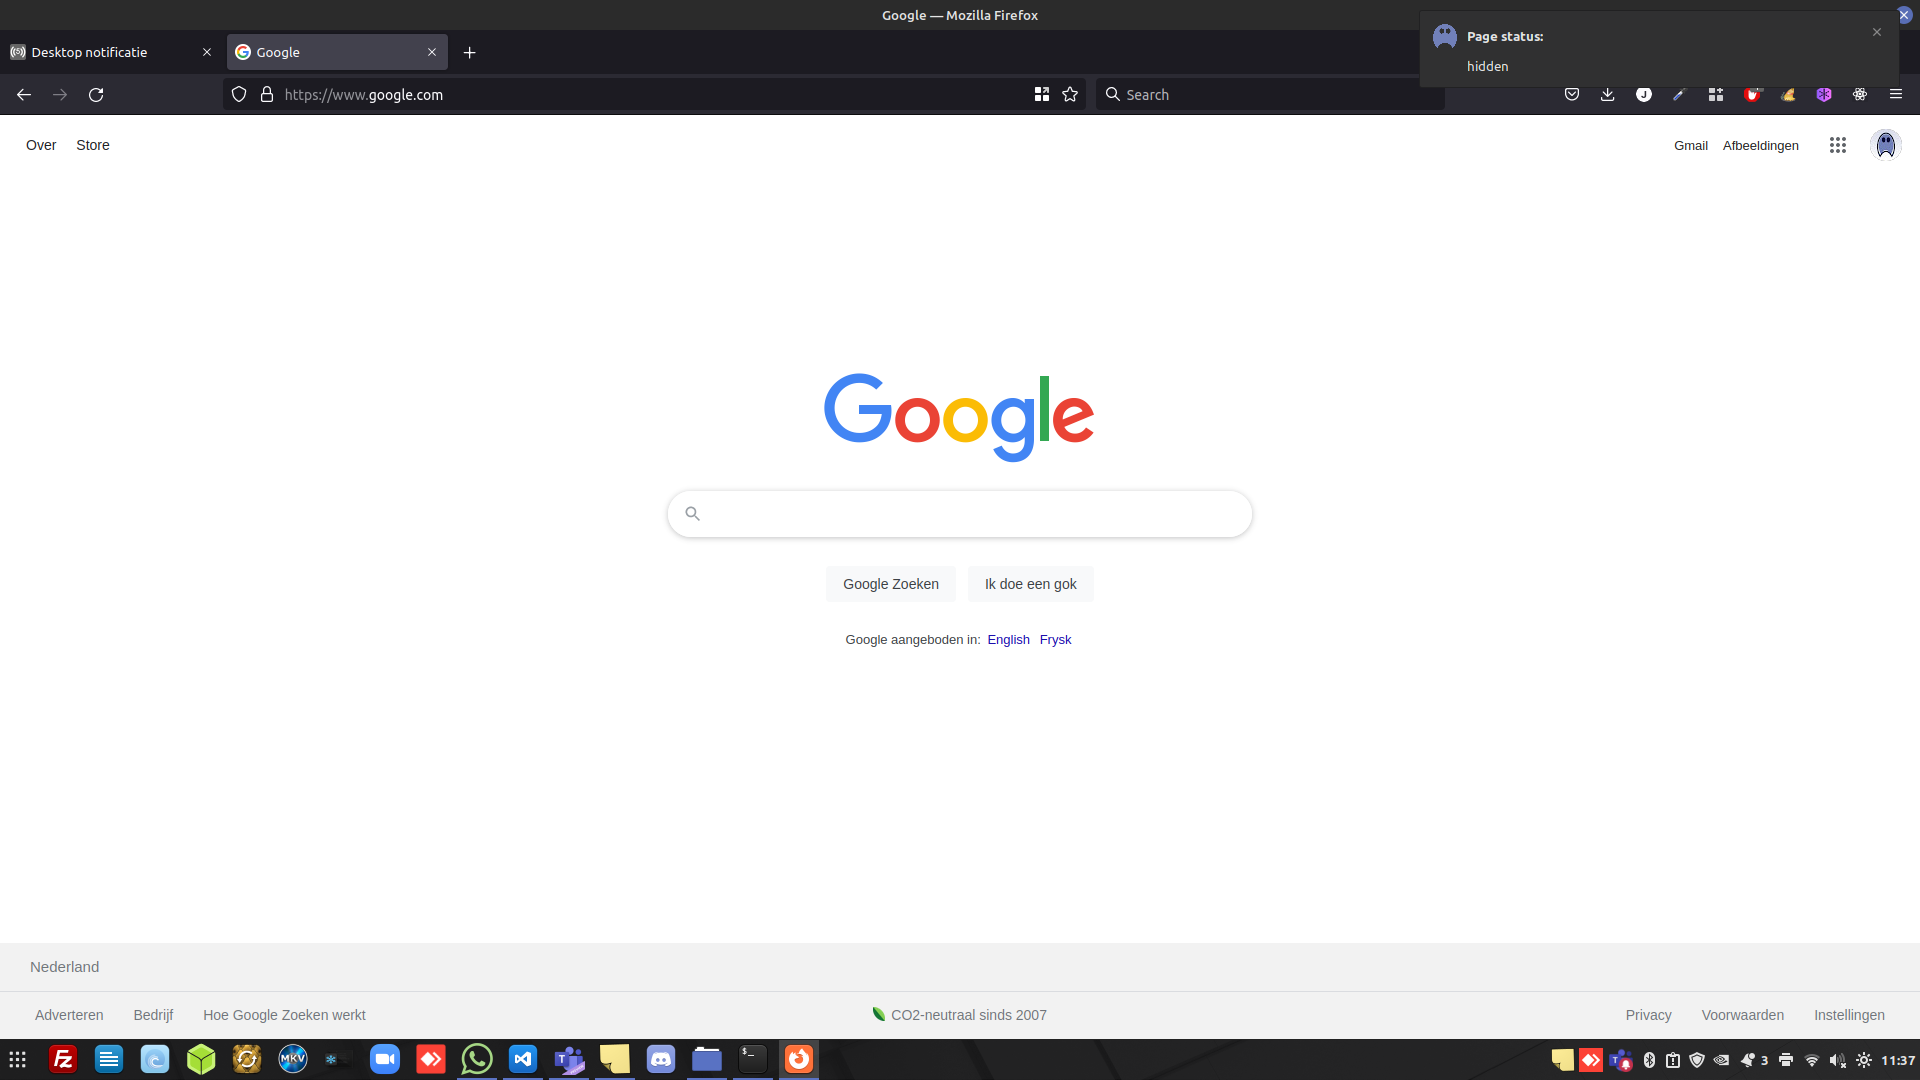 Google — Mozilla Firefox
Desktop notificatie
Google
Page status:
hidden
https://www.google.com
Search
J
Over
Store
Gmail
Afbeeldingen
Google
Google Zoeken
Ik doe een gok
Google aangeboden in: English Frysk
Nederland
Adverteren
Bedrijf
Hoe Google Zoeken werkt
CO2-neutraal sinds 2007
Privacy
Voorwaarden
Instellingen
Fz
MKV
T
$_
T
3
11:37